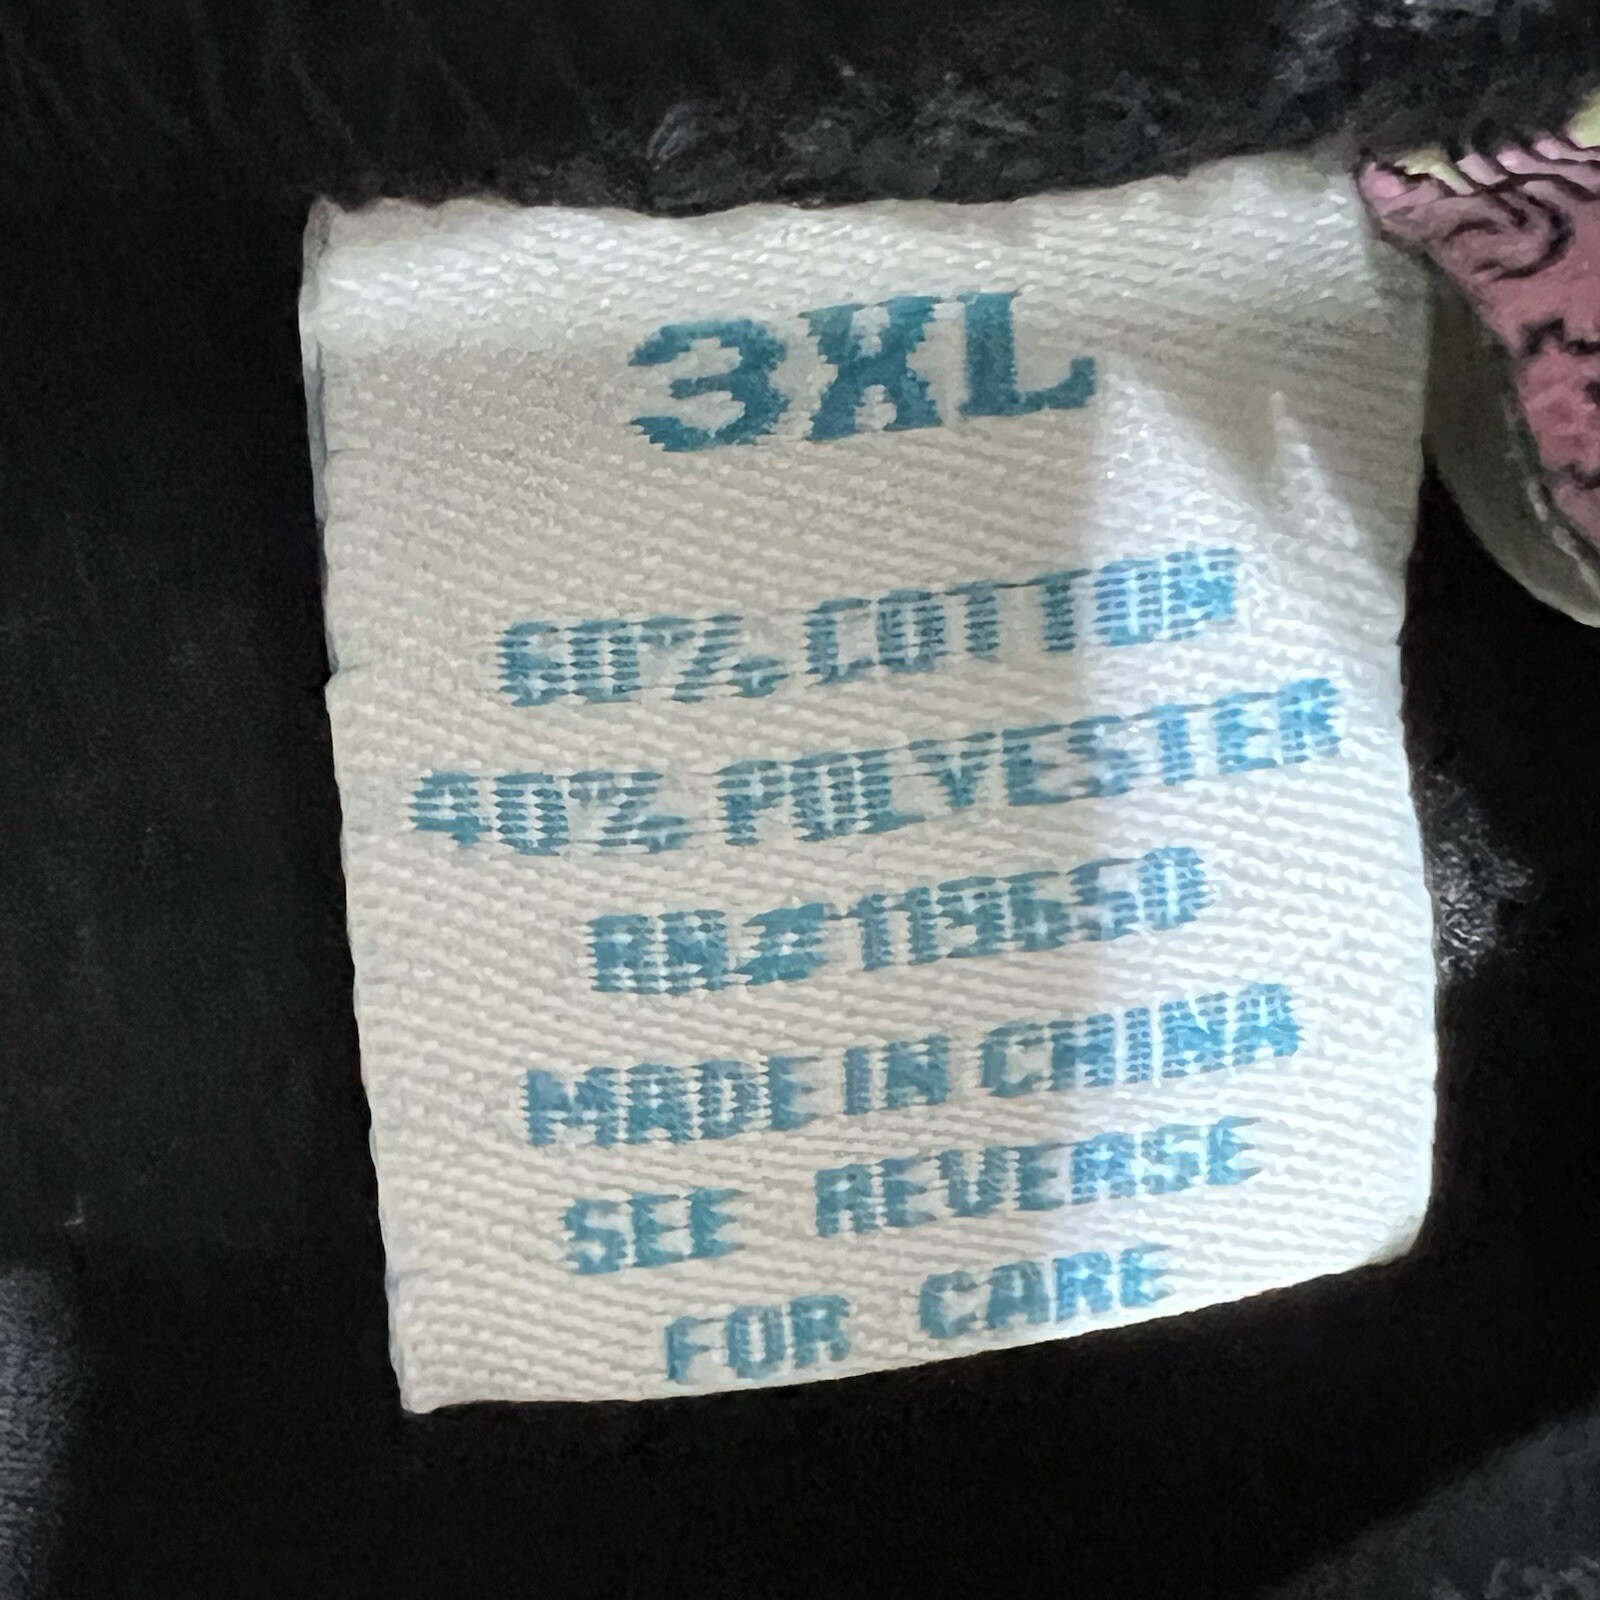 3XL
60% COTTON
40% POLYESTER
RN#119650
MADE IN CHINA
SEE REVERSE
FOR CARE